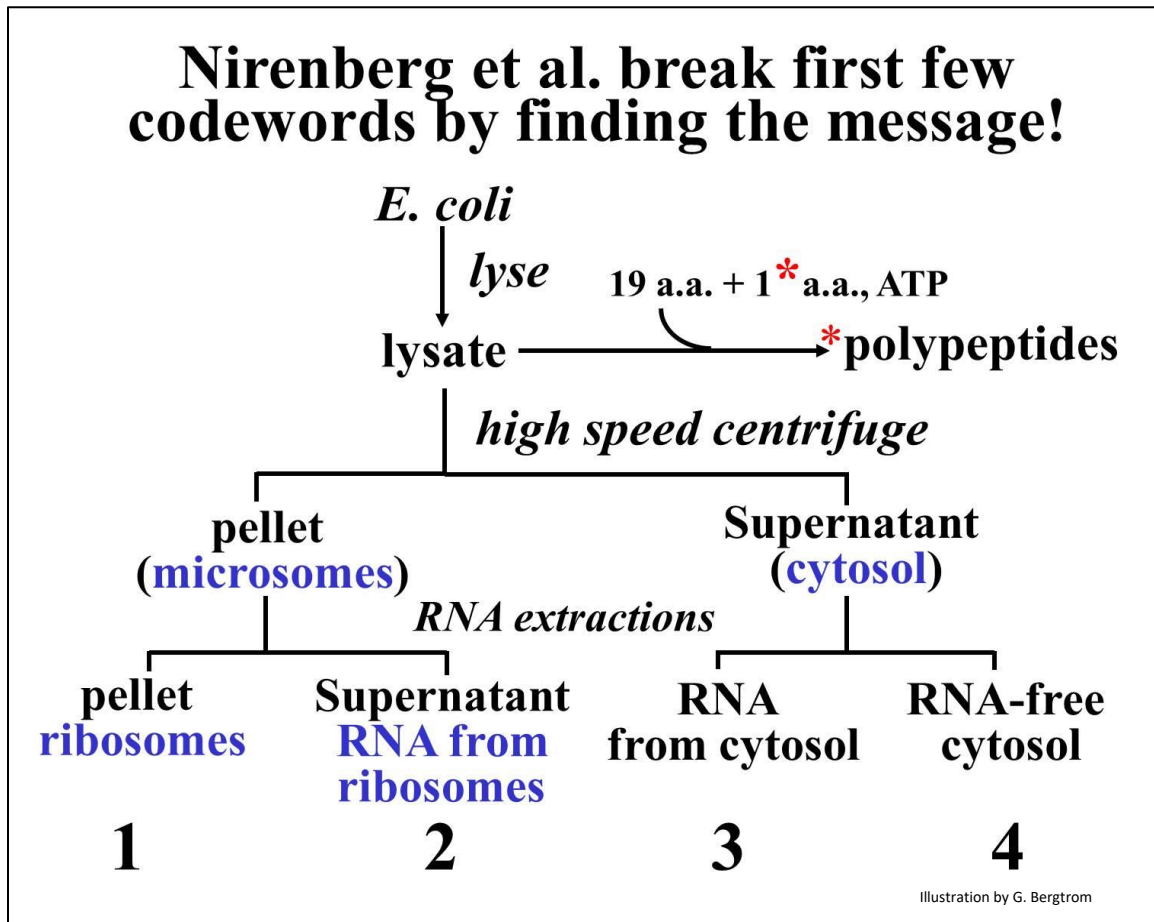 Nirenberg et al. break first few
codewords by finding the message!
E. coli
lyse
19 a.a. + 1*a.a., ATP
lysate
*polypeptides
high speed centrifuge
pellet
(microsomes)
Supernatant
(cytosol)
RNA extractions
pellet
ribosomes
Supernatant
RNA from
ribosomes
RNA
from cytosol
RNA-free
cytosol
1
2
3
4
Illustration by G. Bergtrom